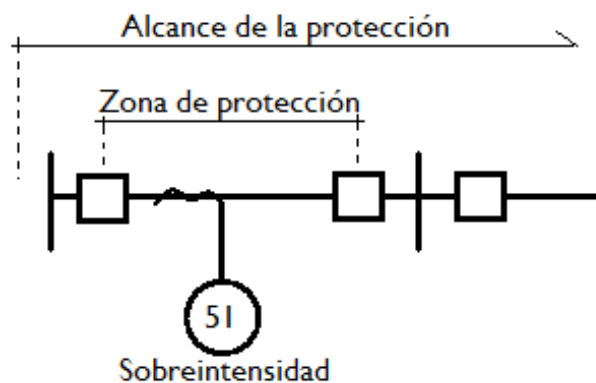 Alcance de la protección
Zona de protección
51
Sobreintensidad